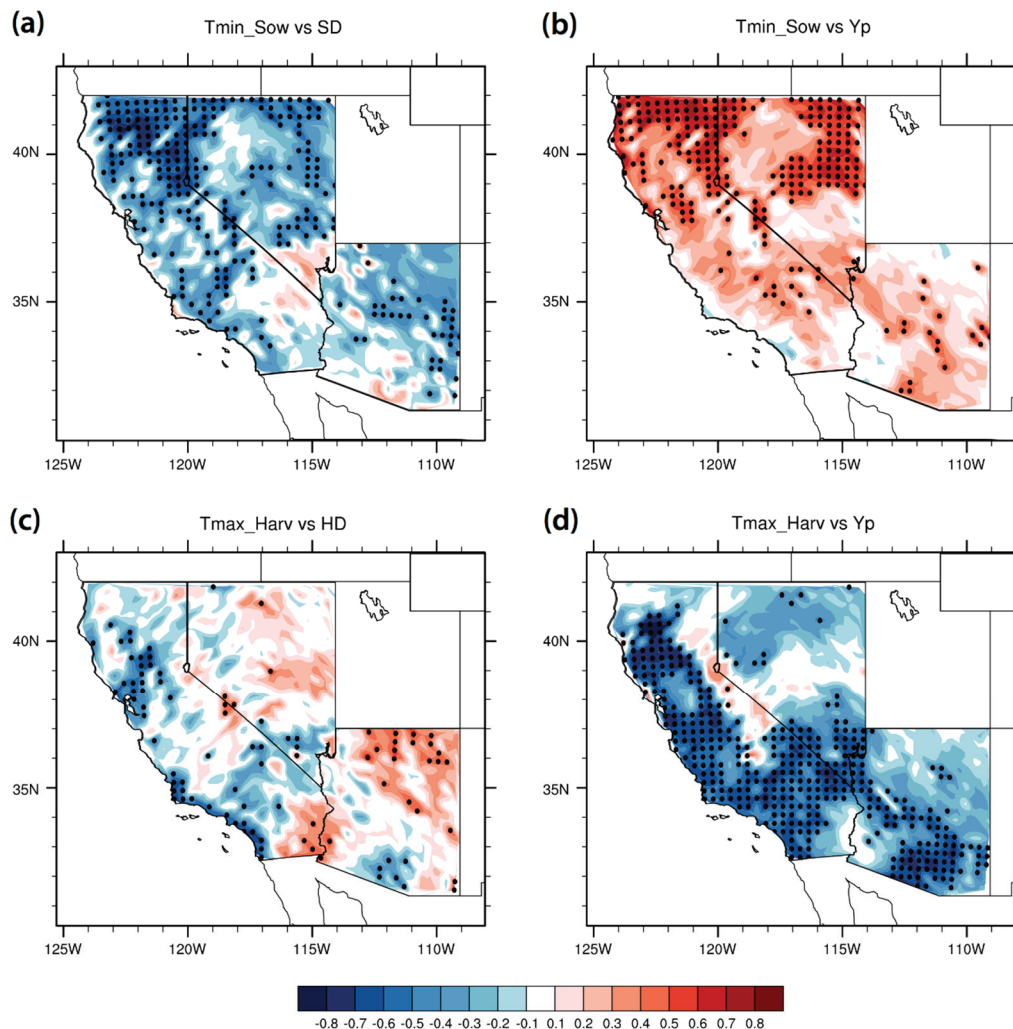 (a) Tmin_Sow vs SD
(b) Tmin_Sow vs Yp
40N
35N
125W 120W 115W 110W
40N
35N
125W 120W 115W 110W
(c) Tmax_Harv vs HD
(d) Tmax_Harv vs Yp
40N
35N
125W 120W 115W 110W
40N
35N
125W 120W 115W 110W
-0.8 -0.7 -0.6 -0.5 -0.4 -0.3 -0.2 -0.1 0.1 0.2 0.3 0.4 0.5 0.6 0.7 0.8